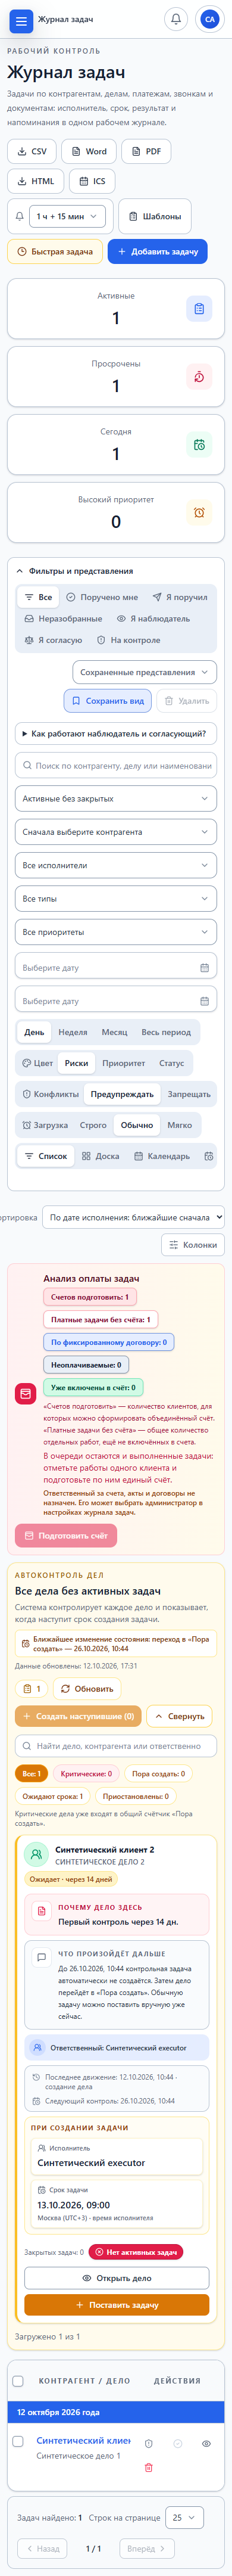 Журнал задач
СА
РАБОЧИЙ КОНТРОЛЬ
Журнал задач
Задачи по контрагентам, делам, платежам, звонкам и
документам: исполнитель, срок, результат и
напоминания в одном рабочем журнале.
CSV
Word
PDF
HTML
ICS
1 ч + 15 мин
Шаблоны
Быстрая задача
Добавить задачу
Активные
1
Просрочены
1
Сегодня
1
Высокий приоритет
0
Фильтры и представления
Все
Поручено мне
Я поручил
Неразобранные
Я наблюдатель
Я согласую
На контроле
Сохраненные представления
Сохранить вид
Удалить
Как работают наблюдатель и согласующий?
Поиск по контрагенту, делу или наименовани
Активные без закрытых
Сначала выберите контрагента
Все исполнители
Все типы
Все приоритеты
Выберите дату
Выберите дату
День
Неделя
Месяц
Весь период
Цвет
Риски
Приоритет
Статус
Конфликты
Предупреждать
Запрещать
Загрузка
Строго
Обычно
Мягко
Список
Доска
Календарь
ортировка
По дате исполнения: ближайшие сначала
Колонки
Анализ оплаты задач
Счетов подготовить: 1
Платные задачи без счёта: 1
По фиксированному договору: 0
Неоплачиваемые: 0
Уже включены в счёт: 0
«Счетов подготовить» — количество клиентов, для
которых можно сформировать объединённый счёт.
«Платные задачи без счёта» — общее количество
отдельных работ, ещё не включённых в счета.
В очереди остаются и выполненные задачи:
отметьте работы одного клиента и
подготовьте по ним единый счёт.
Ответственный за счета, акты и договоры не
назначен. Его может выбрать администратор в
настройках журнала задач.
Подготовить счёт
АВТОКОНТРОЛЬ ДЕЛ
Все дела без активных задач
Система контролирует каждое дело и показывает,
когда наступит срок создания задачи.
Ближайшее изменение состояния: переход в «Пора
создать» — 26.10.2026, 10:44
Данные обновлены: 12.10.2026, 17:31
1
Обновить
Создать наступившие (0)
Свернуть
Найти дело, контрагента или ответственно
Все: 1
Критические: 0
Пора создать: 0
Ожидают срока: 1
Приостановлены: 0
Критические дела уже входят в общий счётчик «Пора
создать».
Синтетический клиент 2
СИНТЕТИЧЕСКОЕ ДЕЛО 2
Ожидает · через 14 дней
ПОЧЕМУ ДЕЛО ЗДЕСЬ
Первый контроль через 14 дн.
ЧТО ПРОИЗОЙДЁТ ДАЛЬШЕ
До 26.10.2026, 10:44 контрольная задача
автоматически не создаётся. Затем дело
перейдёт в «Пора создать». Обычную
задачу можно поставить вручную уже
сейчас.
Ответственный: Синтетический executor
Последнее движение: 12.10.2026, 10:44 ·
создание дела
Следующий контроль: 26.10.2026, 10:44
ПРИ СОЗДАНИИ ЗАДАЧИ
Исполнитель
Синтетический executor
Срок задачи
13.10.2026, 09:00
Москва (UTC+3) · время исполнителя
Закрытых задач: 0
Нет активных задач
Открыть дело
Поставить задачу
Загружено 1 из 1
КОНТРАГЕНТ / ДЕЛО
ДЕЙСТВИЯ
12 октября 2026 года
Синтетический клиен
Синтетическое дело 1
Задач найдено: 1
Строк на странице
25
Назад
1 / 1
Вперёд